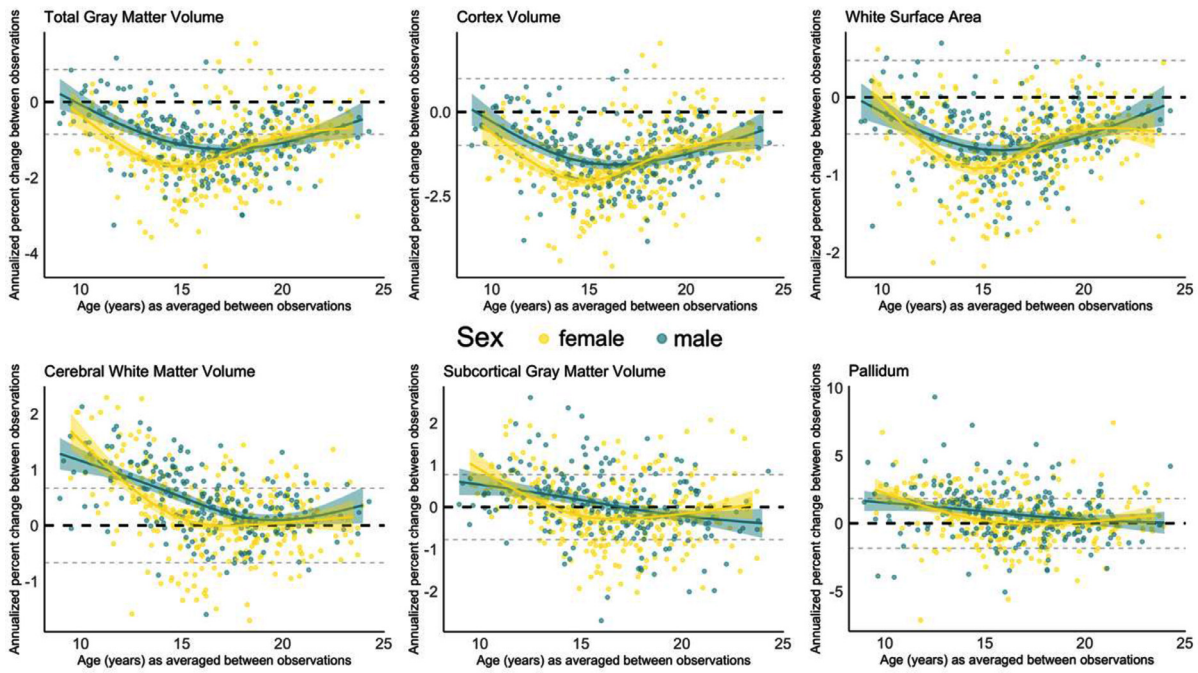 Total Gray Matter Volume
Annualized percent change between observations
0
-2
-4
10 15 20 25
Age (years) as averaged between observations
Cortex Volume
Annualized percent change between observations
0.0
-2.5
10 15 20 25
Age (years) as averaged between observations
White Surface Area
Annualized percent change between observations
0
-1
-2
10 15 20 25
Age (years) as averaged between observations
Sex female male
Cerebral White Matter Volume
Annualized percent change between observations
2
1
0
-1
10 15 20 25
Age (years) as averaged between observations
Subcortical Gray Matter Volume
Annualized percent change between observations
2
1
0
-1
-2
10 15 20 25
Age (years) as averaged between observations
Pallidum
Annualized percent change between observations
10
5
0
-5
10 15 20 25
Age (years) as averaged between observations